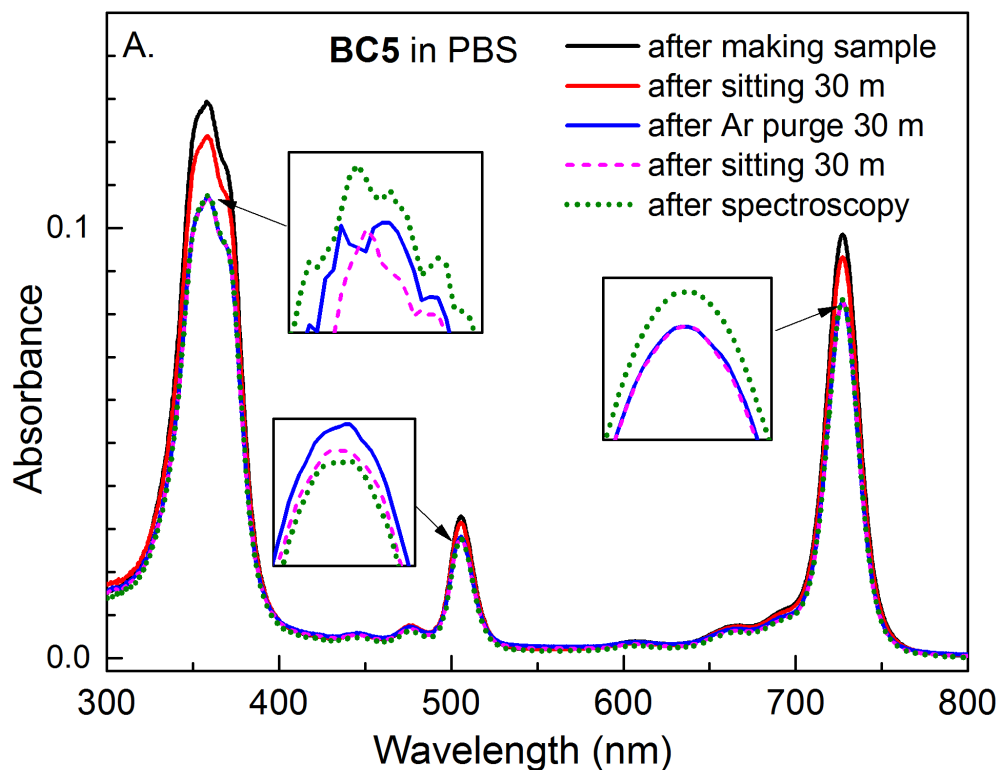 A.
BC5 in PBS
after making sample
after sitting 30 m
after Ar purge 30 m
after sitting 30 m
after spectroscopy
0.1
0.0
Absorbance
300 400 500 600 700 800
Wavelength (nm)